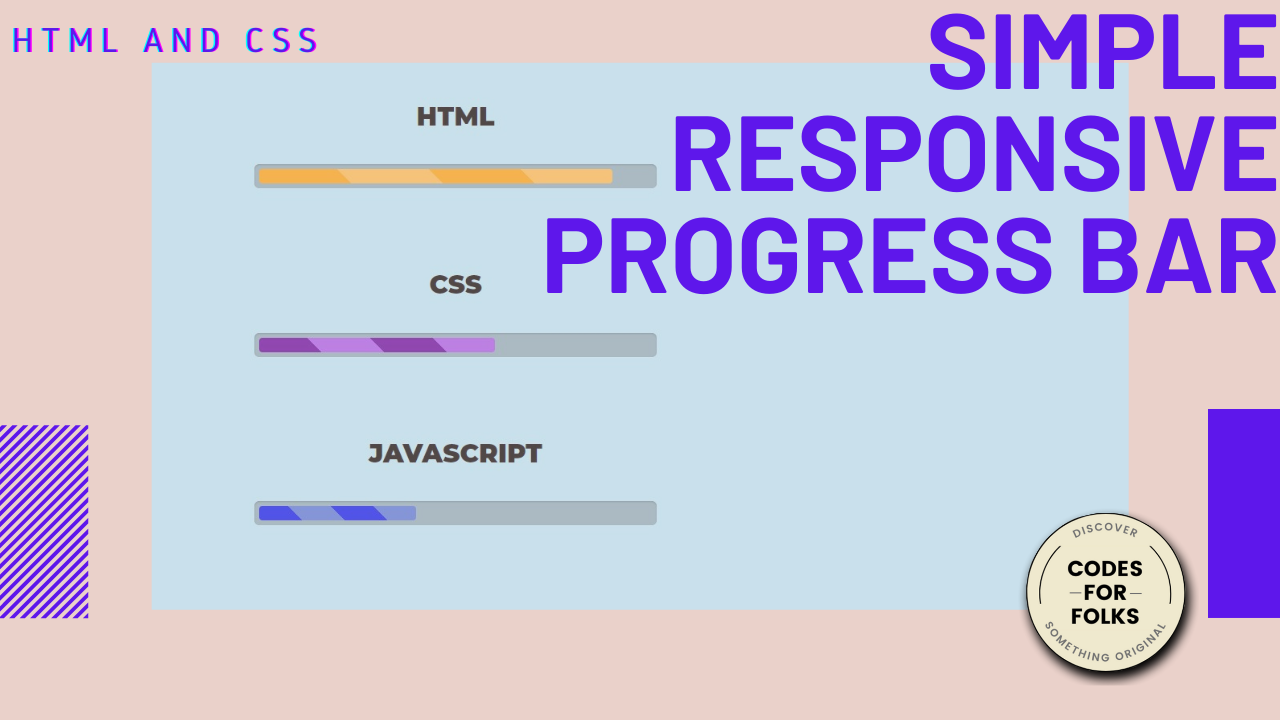 HTML AND CSS
SIMPLE
RESPONSIVE
PROGRESS BAR
HTML
CSS
JAVASCRIPT
DISCOVER
CODES
FOR
FOLKS
SOMETHING ORIGINAL